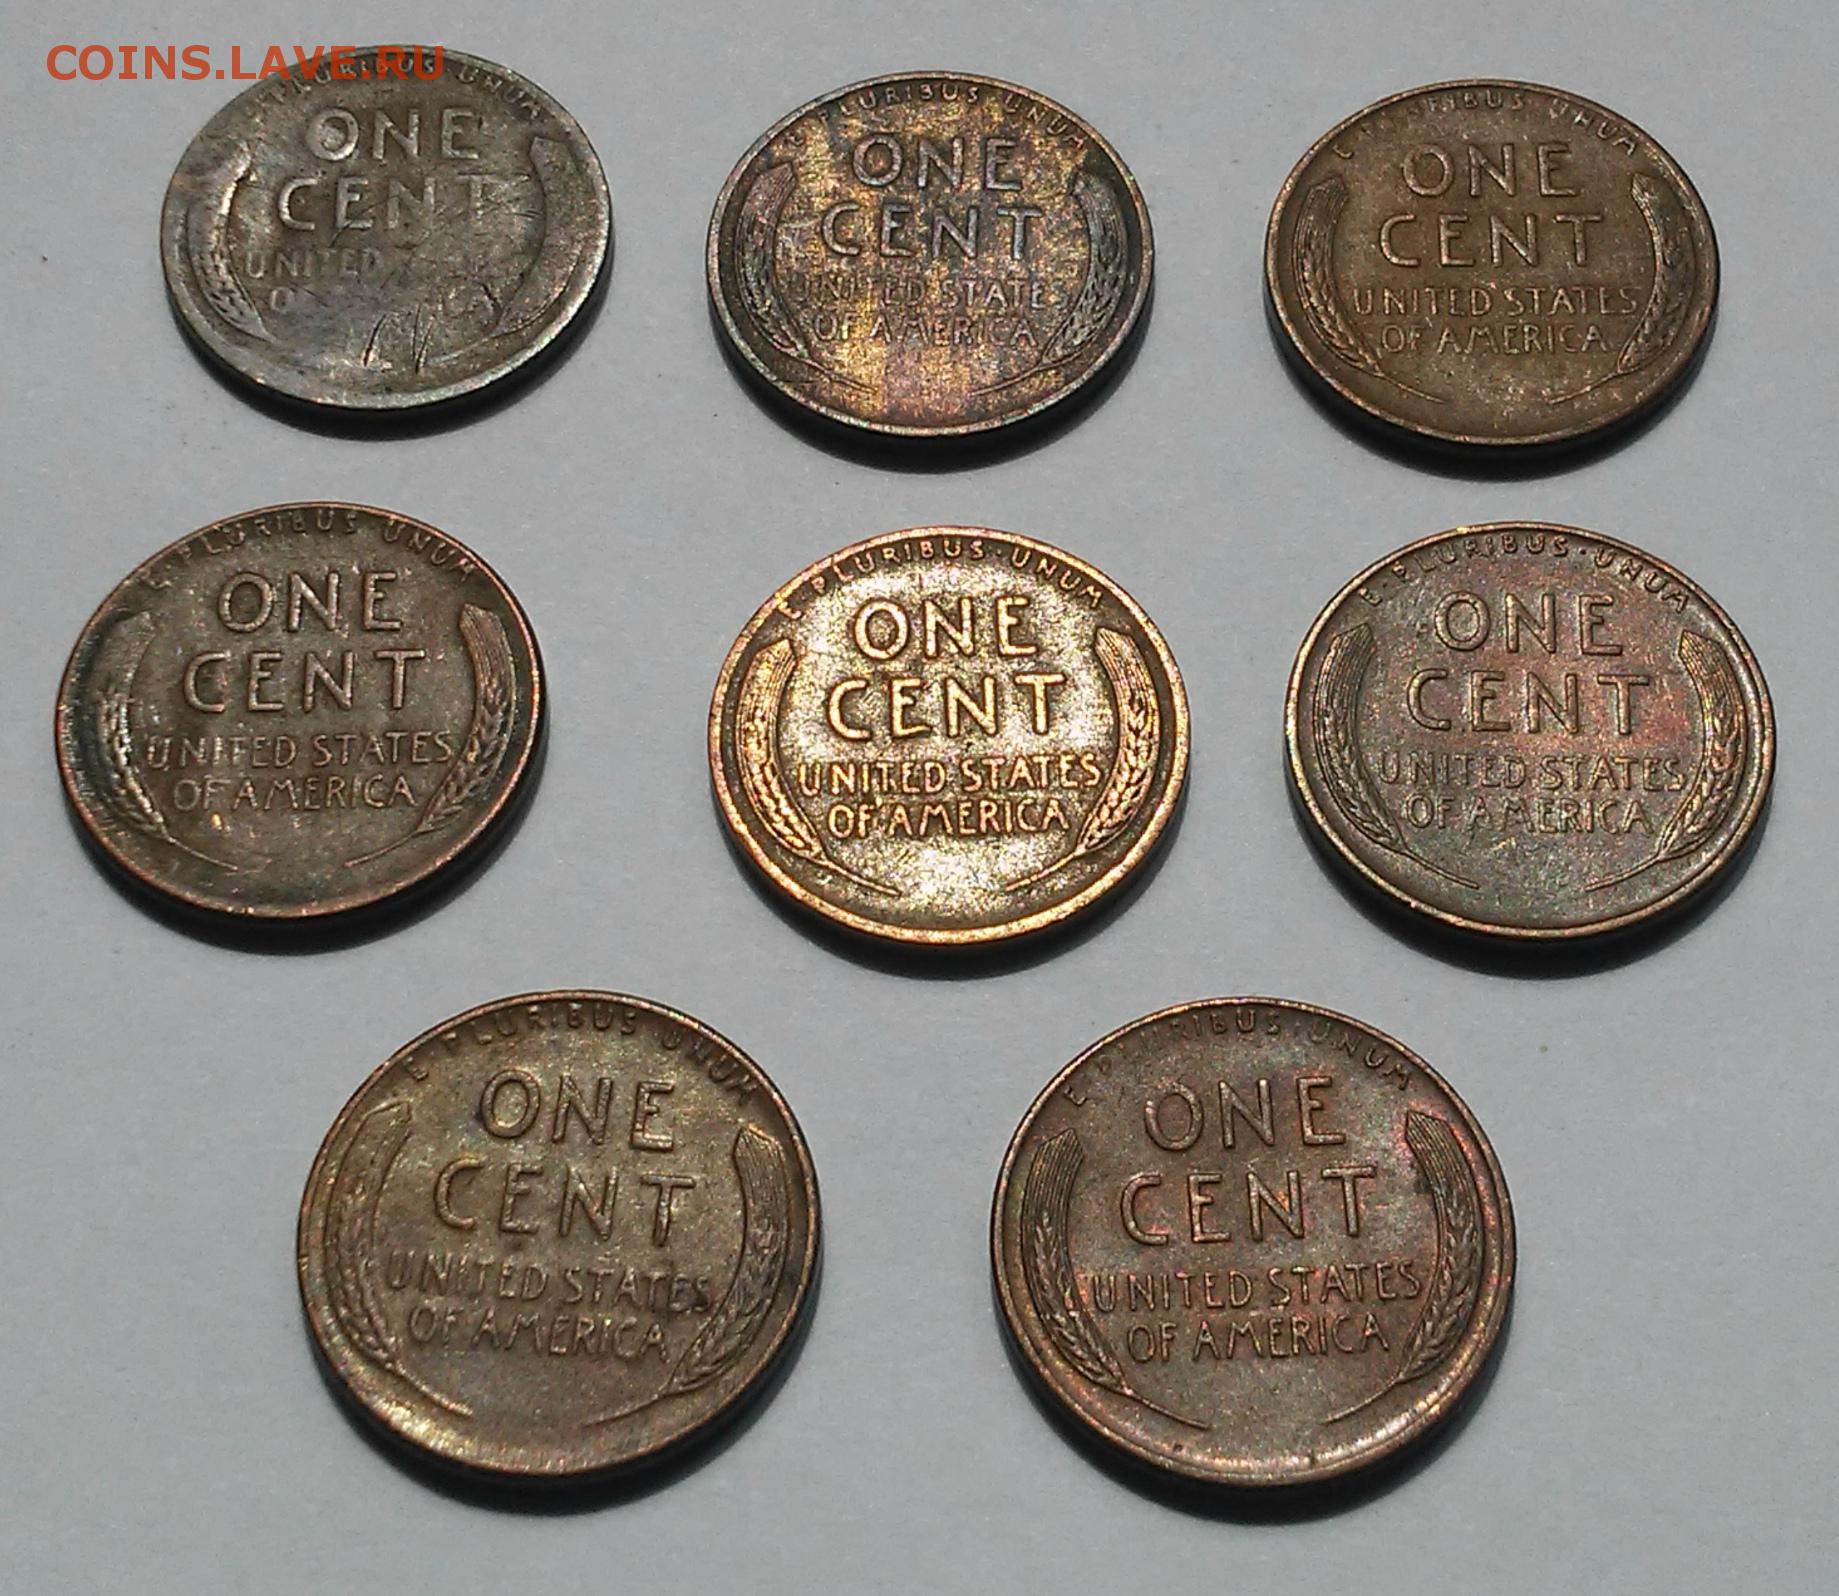 COINS.LAVE.RU
PLURIBUS · UNUM
ONE
CENT
UNITED
E PLURIBUS · UNUM
ONE
CENT
UNITED STATES
OF AMERICA
E PLURIBUS · UNUM
ONE
CENT
UNITED STATES
OF AMERICA
E · PLURIBUS · UNUM
ONE
CENT
UNITED STATES
OF AMERICA
E · PLURIBUS · UNUM
ONE
CENT
UNITED STATES
OF AMERICA
E · PLURIBUS · UNUM
ONE
CENT
UNITED STATES
OF AMERICA
E · PLURIBUS · UNUM
ONE
CENT
UNITED STATES
OF AMERICA
E · PLURIBUS · UNUM
ONE
CENT
UNITED STATES
OF AMERICA